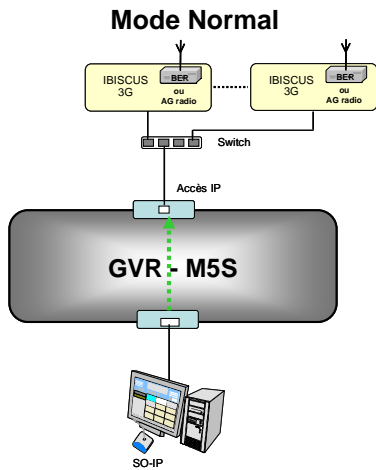 Mode Normal
IBISCUS
3G
BER
ou
AG radio
IBISCUS
3G
BER
ou
AG radio
Switch
Accès IP
GVR - M5S
SO-IP